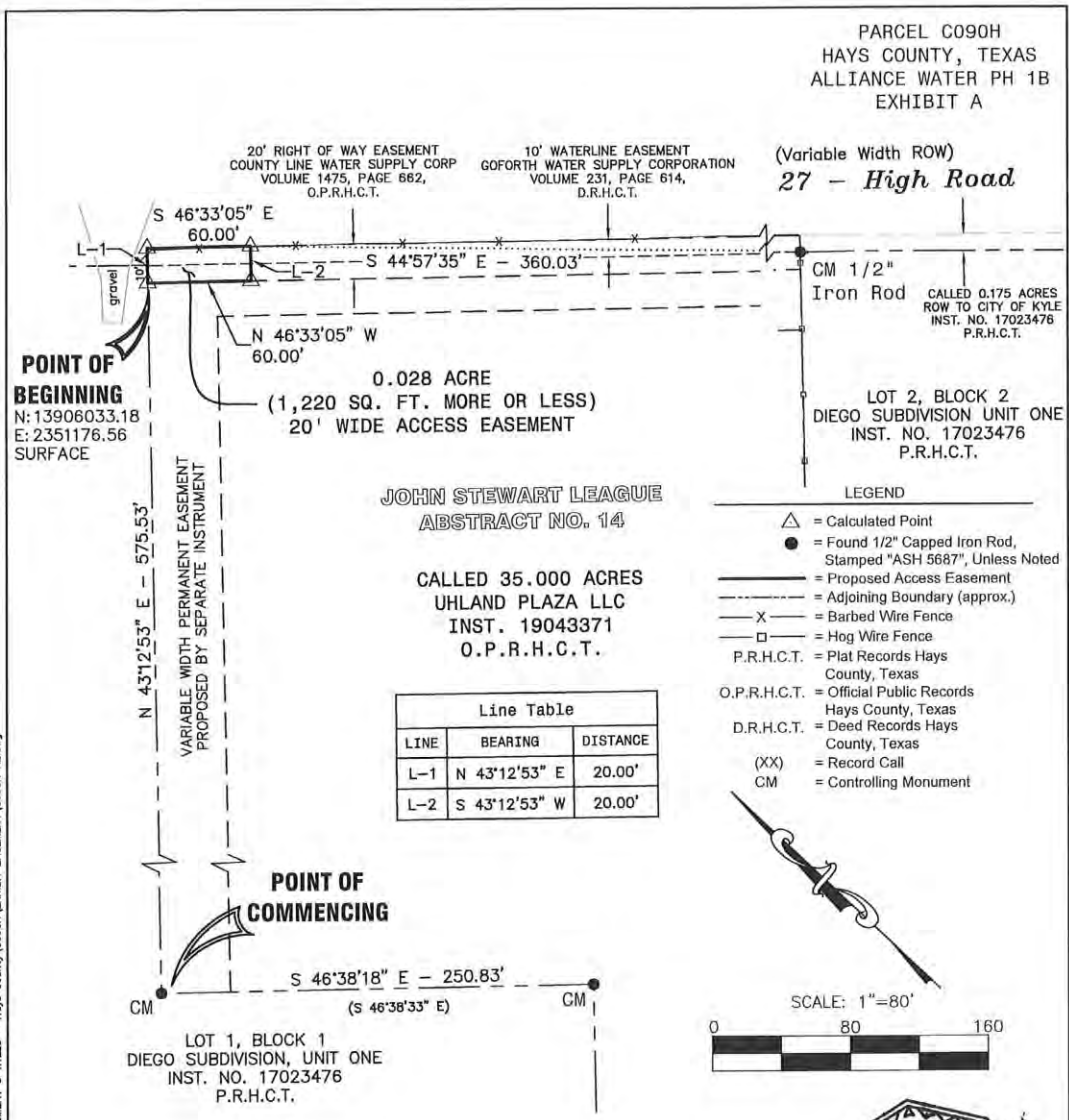 PARCEL C090H
HAYS COUNTY, TEXAS
ALLIANCE WATER PH 1B
EXHIBIT A
20' RIGHT OF WAY EASEMENT
COUNTY LINE WATER SUPPLY CORP
VOLUME 1475, PAGE 662,
O.P.R.H.C.T.
10' WATERLINE EASEMENT
GOFORTH WATER SUPPLY CORPORATION
VOLUME 231, PAGE 614,
D.R.H.C.T.
(Variable Width ROW)
27 - High Road
S 46°33'05" E
60.00'
L-1
L-2
10'
gravel
S 44°57'35" E - 360.03'
CM 1/2"
Iron Rod
CALLED 0.175 ACRES
ROW TO CITY OF KYLE
INST. NO. 17023476
P.R.H.C.T.
N 46°33'05" W
60.00'
POINT OF
BEGINNING
N: 13906033.18
E: 2351176.56
SURFACE
0.028 ACRE
(1,220 SQ. FT. MORE OR LESS)
20' WIDE ACCESS EASEMENT
LOT 2, BLOCK 2
DIEGO SUBDIVISION UNIT ONE
INST. NO. 17023476
P.R.H.C.T.
N 43°12'53" E - 575.53'
VARIABLE WIDTH PERMANENT EASEMENT
PROPOSED BY SEPARATE INSTRUMENT
JOHN STEWART LEAGUE
ABSTRACT NO. 14
CALLED 35.000 ACRES
UHLAND PLAZA LLC
INST. 19043371
O.P.R.H.C.T.
LEGEND
= Calculated Point
= Found 1/2" Capped Iron Rod,
Stamped "ASH 5687", Unless Noted
= Proposed Access Easement
= Adjoining Boundary (approx.)
X = Barbed Wire Fence
= Hog Wire Fence
P.R.H.C.T. = Plat Records Hays
County, Texas
O.P.R.H.C.T. = Official Public Records
Hays County, Texas
D.R.H.C.T. = Deed Records Hays
County, Texas
(XX) = Record Call
CM = Controlling Monument
Line Table
LINE BEARING DISTANCE
L-1 N 43°12'53" E 20.00'
L-2 S 43°12'53" W 20.00'
POINT OF
COMMENCING
S 46°38'18" E - 250.83'
(S 46°38'33" E)
CM
CM
LOT 1, BLOCK 1
DIEGO SUBDIVISION, UNIT ONE
INST. NO. 17023476
P.R.H.C.T.
SCALE: 1"=80'
0 80 160